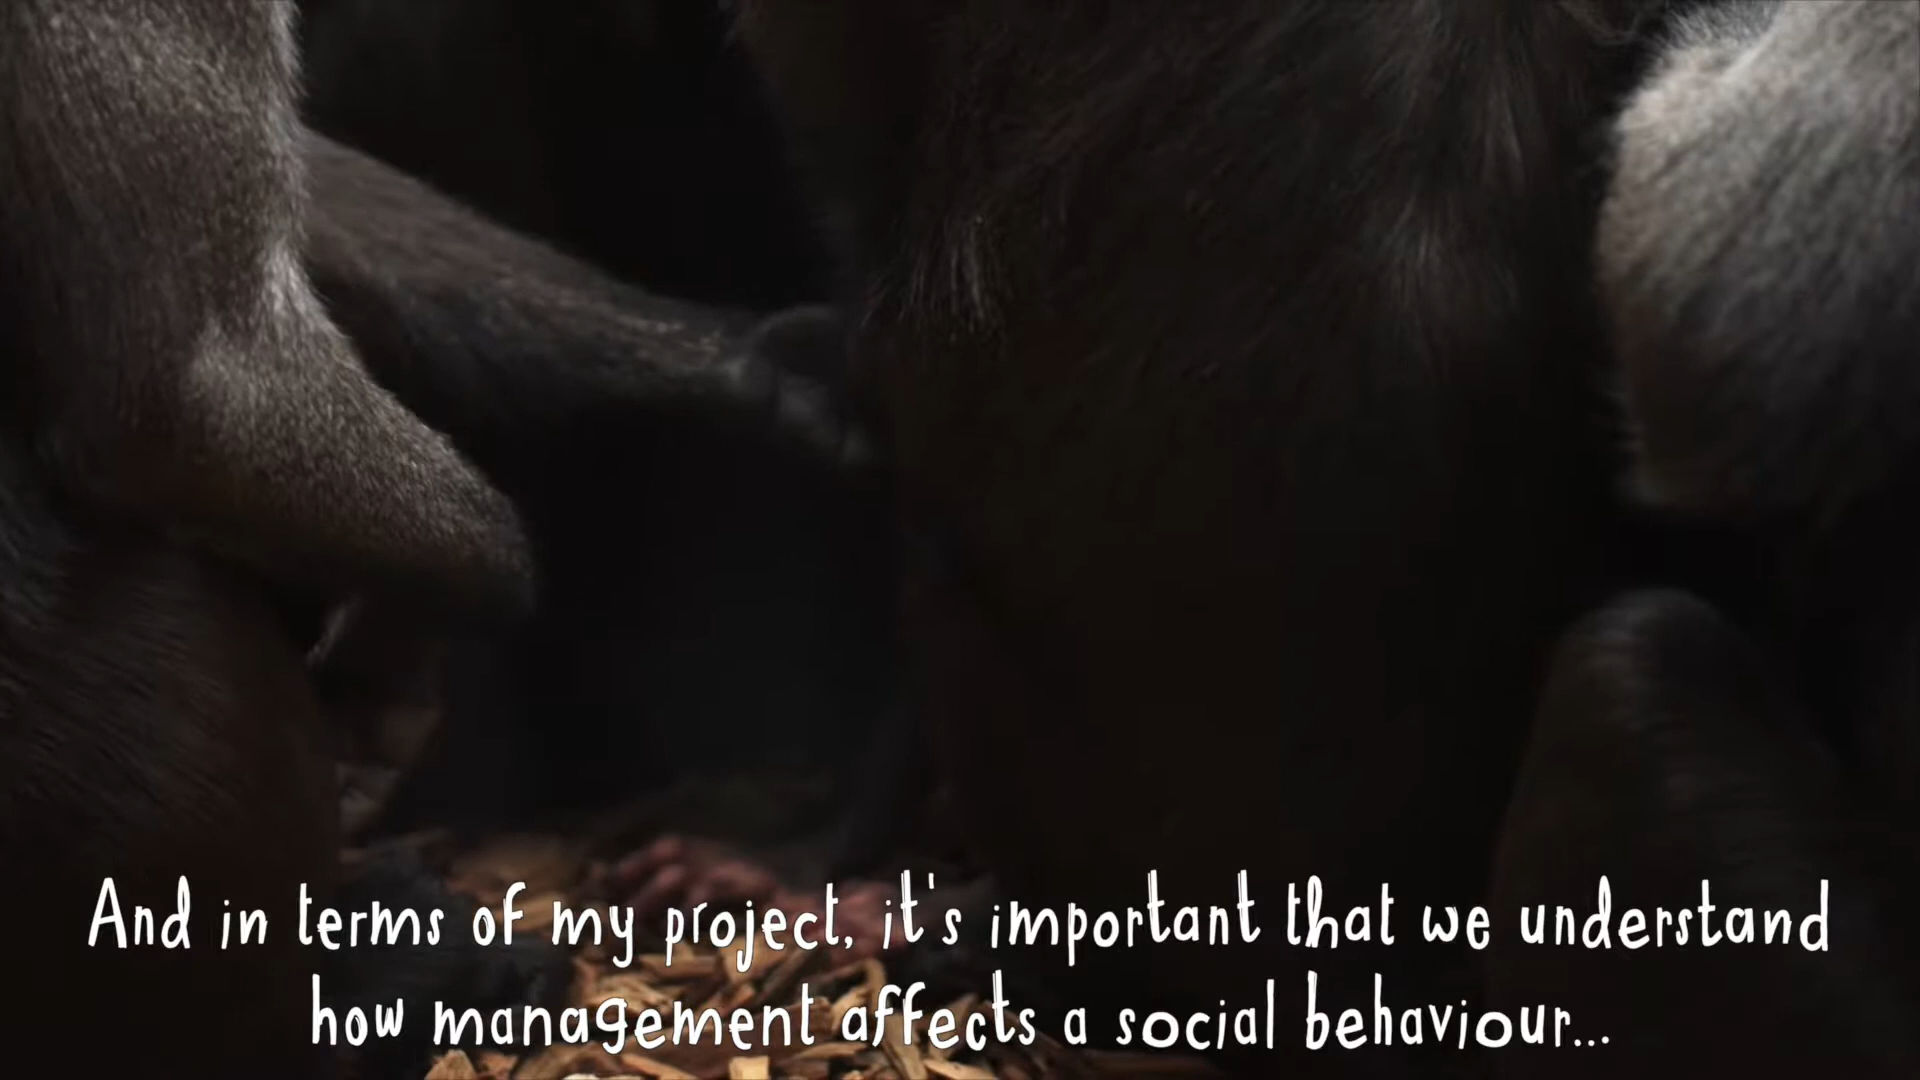 And in terms of my project, it's important that we understand
how management affects a social behaviour...